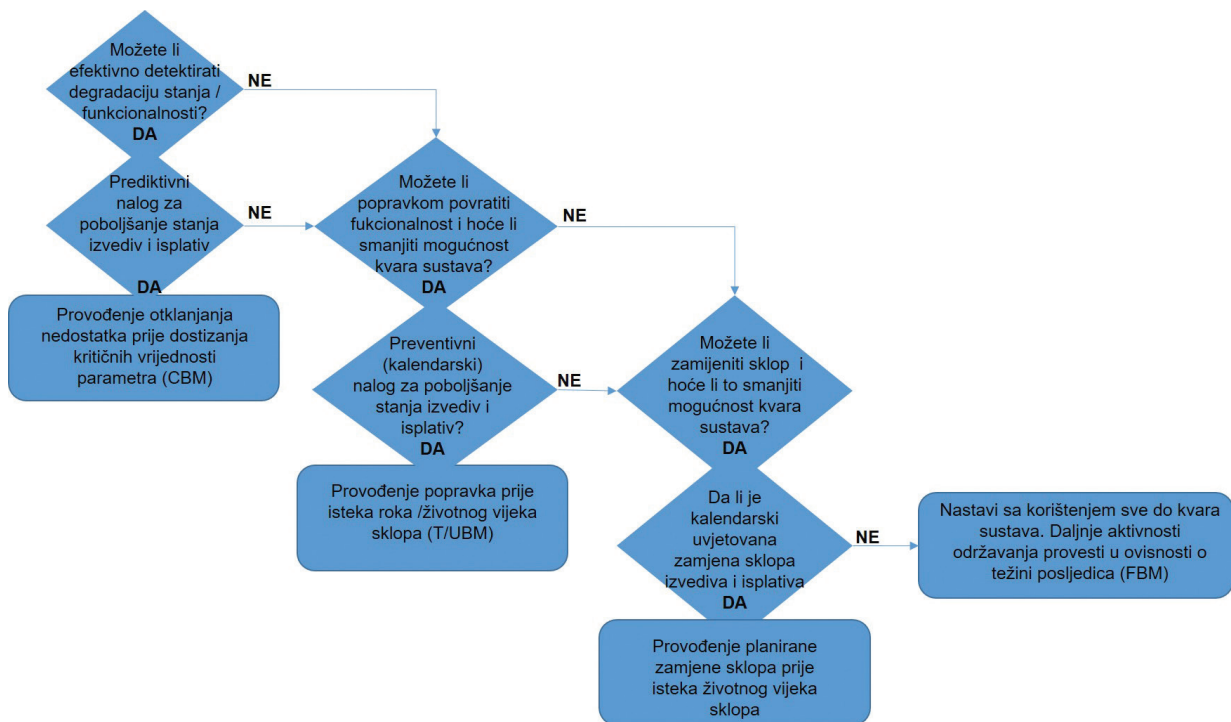 Možete li
efektivno detektirati
degradaciju stanja /
funkcionalnosti?
DA
NE
Prediktivni
nalog za
poboljšanje stanja
izvediv i isplativ
DA
NE
Provođenje otklanjanja
nedostatka prije dostizanja
kritičnih vrijednosti
parametra (CBM)
Možete li
popravkom povratiti
fukcionalnost i hoće li
smanjiti mogućnost
kvara sustava?
DA
NE
Preventivni
(kalendarski)
nalog za poboljšanje
stanja izvediv i
isplativ?
DA
NE
Provođenje popravka prije
isteka roka /životnog vijeka
sklopa (T/UBM)
Možete li
zamijeniti sklop i
hoće li to smanjiti
mogućnost kvara
sustava?
DA
Da li je
kalendarski
uvjetovana
zamjena sklopa
izvediva i isplativa
DA
NE
Provođenje planirane
zamjene sklopa prije
isteka životnog vijeka
sklopa
Nastavi sa korištenjem sve do kvara
sustava. Daljnje aktivnosti
održavanja provesti u ovisnosti o
težini posljedica (FBM)